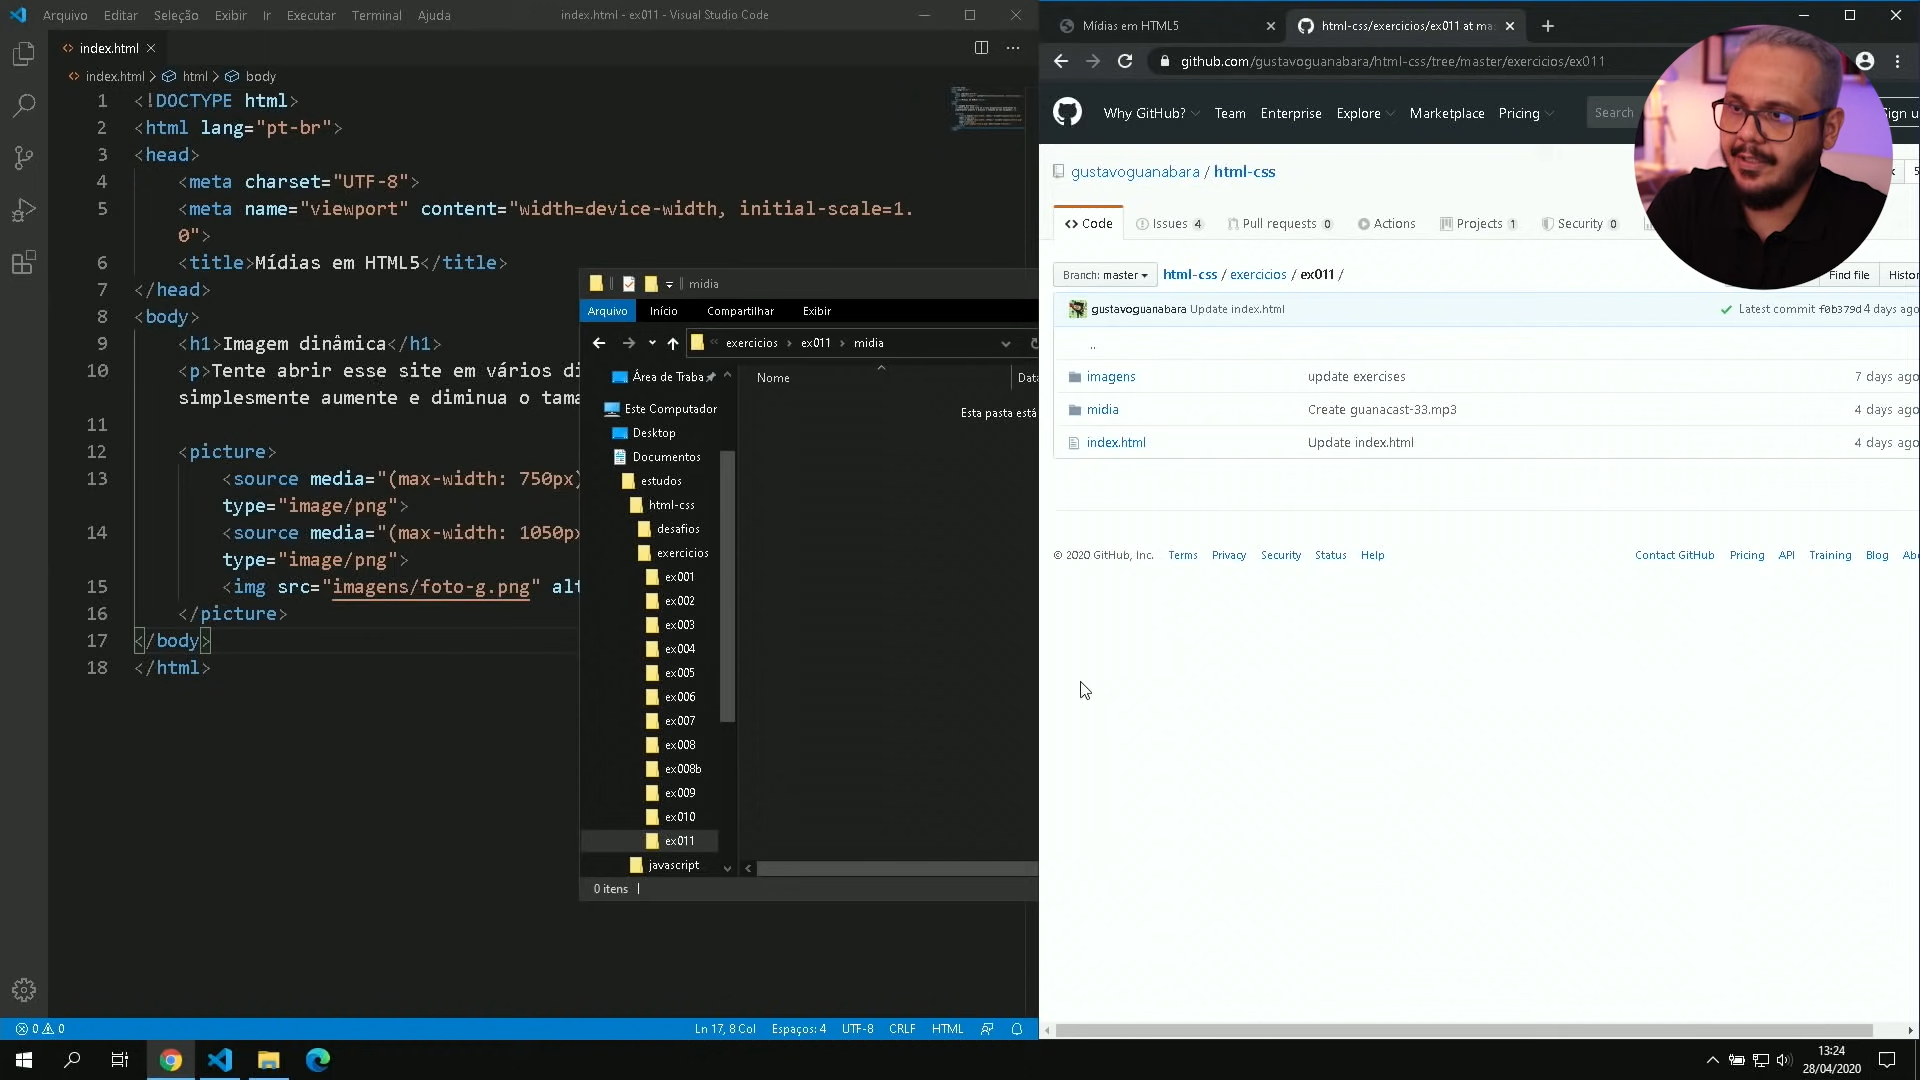 Arquivo Editar Seleção Exibir Ir Executar Terminal Ajuda
index.html - ex011 - Visual Studio Code
index.html
index.html > html > body
1 <!DOCTYPE html>
2 <html lang="pt-br">
3 <head>
4 <meta charset="UTF-8">
5 <meta name="viewport" content="width=device-width, initial-scale=1.
0">
6 <title>Mídias em HTML5</title>
7 </head>
8 <body>
9 <h1>Imagem dinâmica</h1>
10 <p>Tente abrir esse site em vários di
simplesmente aumente e diminua o tama
11
12 <picture>
13 <source media="(max-width: 750px)
type="image/png">
14 <source media="(max-width: 1050px
type="image/png">
15 <img src="imagens/foto-g.png" alt
16 </picture>
17 </body>
18 </html>
0 0
Ln 17, 8 Col Espaços: 4 UTF-8 CRLF HTML
midia
Arquivo Início Compartilhar Exibir
exercicios > ex011 > midia
Área de Traba
Este Computador
Desktop
Documentos
estudos
html-css
desafios
exercicios
ex001
ex002
ex003
ex004
ex005
ex006
ex007
ex008
ex008b
ex009
ex010
ex011
javascript
Nome Data
Esta pasta está
0 itens
Mídias em HTML5
html-css/exercicios/ex011 at mas
github.com/gustavoguanabara/html-css/tree/master/exercicios/ex011
Why GitHub? Team Enterprise Explore Marketplace Pricing Search Sign u
gustavoguanabara / html-css
Code Issues 4 Pull requests 0 Actions Projects 1 Security 0
Branch: master html-css / exercicios / ex011 / Find file Histor
gustavoguanabara Update index.html Latest commit f0b379d 4 days ago
..
imagens update exercises 7 days ago
midia Create guanacast-33.mp3 4 days ago
index.html Update index.html 4 days ago
© 2020 GitHub, Inc. Terms Privacy Security Status Help Contact GitHub Pricing API Training Blog Abo
13:24
28/04/2020